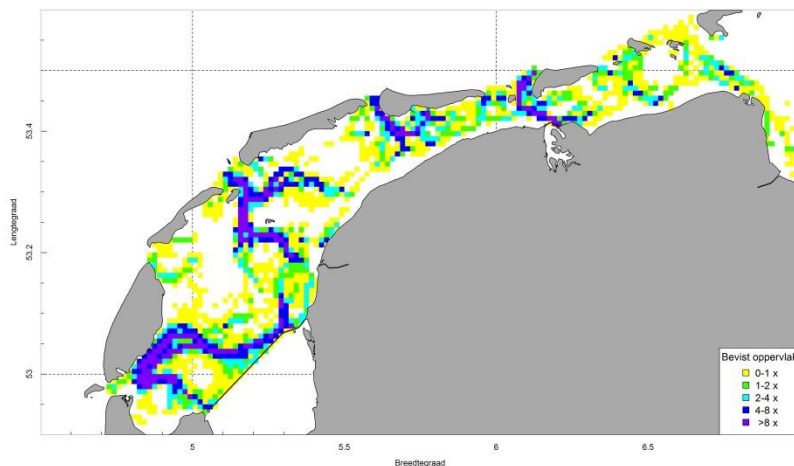 Lengtegraad
53.4
53.2
53
5
5.5
6
6.5
Breedtegraad
Bevist oppervlak
0-1 x
1-2 x
2-4 x
4-8 x
>8 x